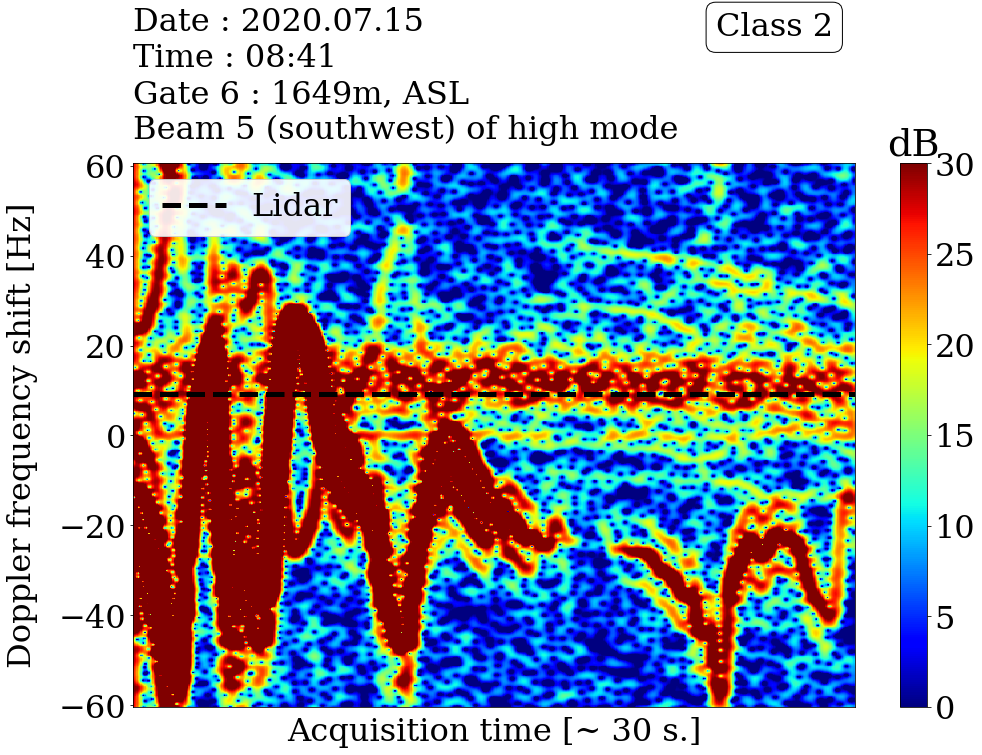 Date : 2020.07.15
Time : 08:41
Gate 6 : 1649m, ASL
Beam 5 (southwest) of high mode
Class 2
dB
Lidar
Doppler frequency shift [Hz]
60
40
20
0
−20
−40
−60
Acquisition time [~ 30 s.]
30
25
20
15
10
5
0